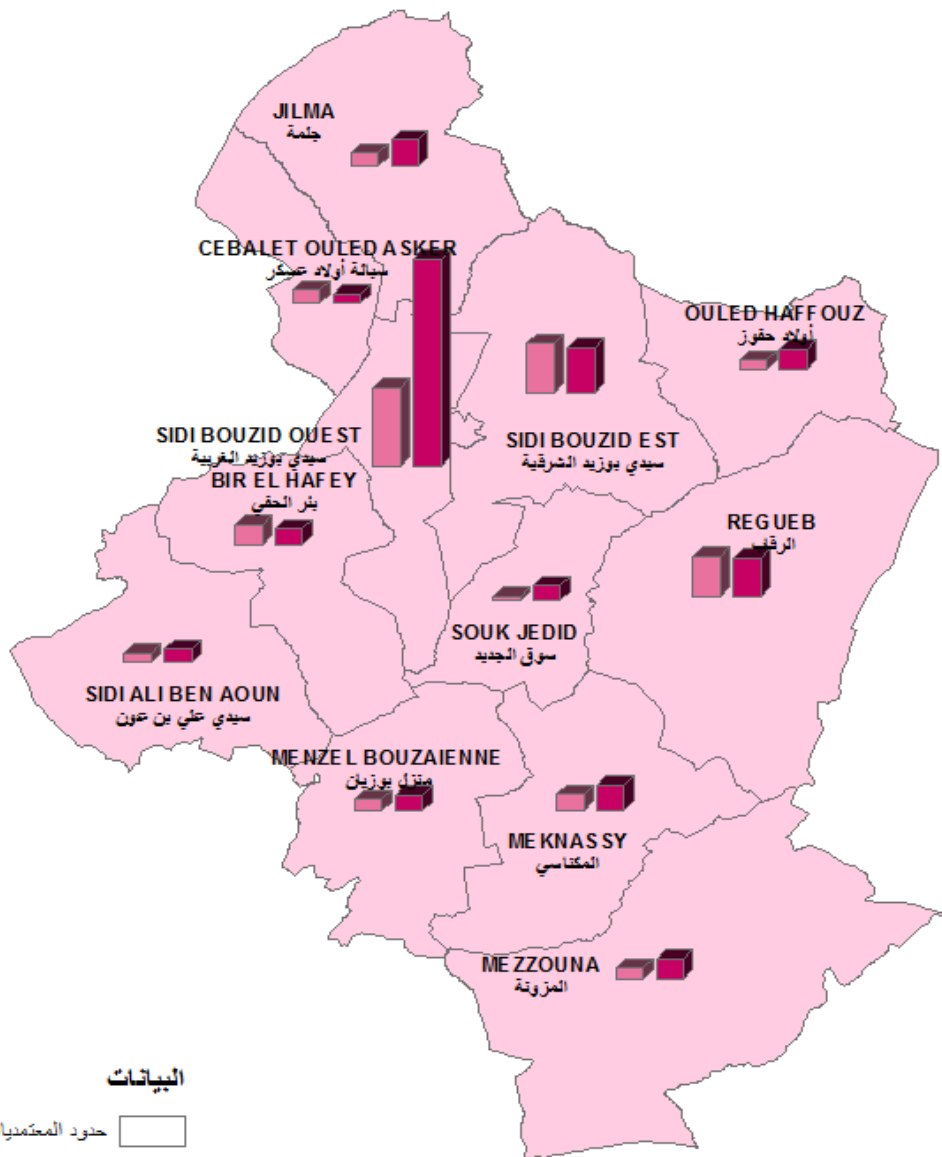 JILMA
جلمة
CEBALET OULED ASKER
سبالة أولاد عسكر
OULED HAFFOUZ
أولاد حفوز
SIDI BOUZID OUEST
سيدي بوزيد الغربية
SIDI BOUZID EST
سيدي بوزيد الشرقية
BIR EL HAFEY
بئر الحفي
REGUEB
الرقاب
SOUK JEDID
سوق الجديد
SIDI ALI BEN AOUN
سيدي علي بن عون
MENZEL BOUZAIENNE
منزل بوزيان
MEKNASSY
المكناسي
MEZZOUNA
المزونة
البيانات
حدود المعتمديا